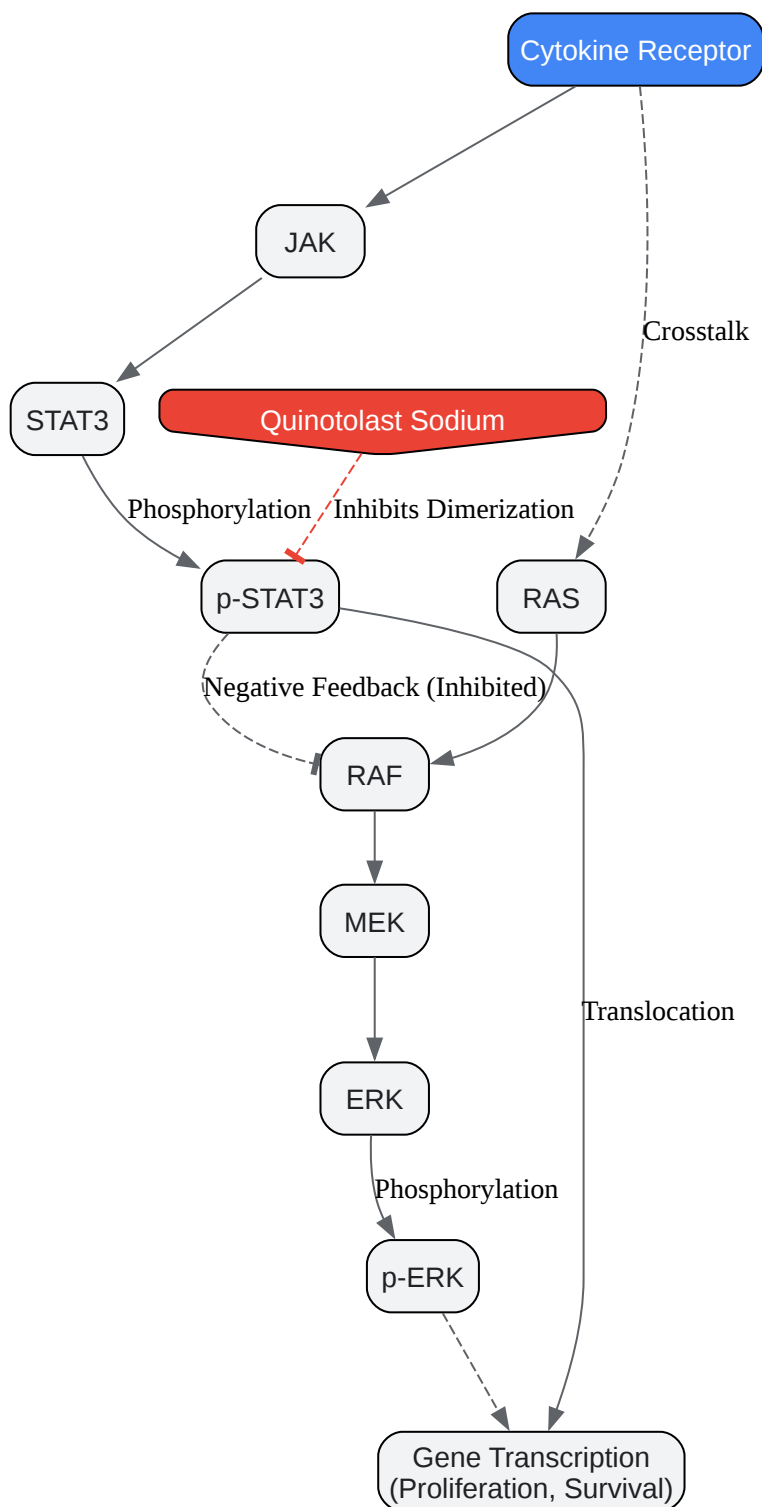 Cytokine Receptor
JAK
Crosstalk
STAT3
Quinotolast Sodium
Phosphorylation
Inhibits Dimerization
p-STAT3
RAS
Negative Feedback (Inhibited)
RAF
MEK
Translocation
ERK
Phosphorylation
p-ERK
Gene Transcription
(Proliferation, Survival)